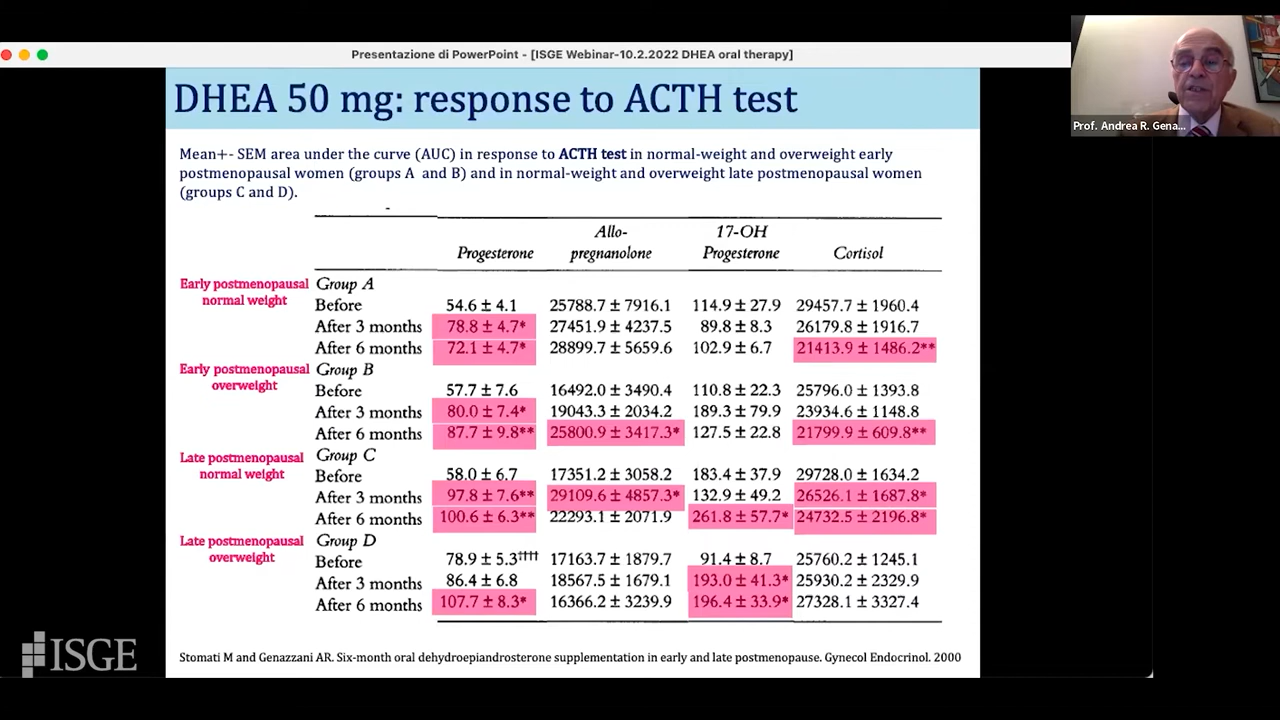 Presentazione di PowerPoint - [ISGE Webinar-10.2.2022 DHEA oral therapy]
Prof. Andrea R. Gena...
DHEA 50 mg: response to ACTH test
Mean+- SEM area under the curve (AUC) in response to ACTH test in normal-weight and overweight early
postmenopausal women (groups A and B) and in normal-weight and overweight late postmenopausal women
(groups C and D).
Allo- 17-OH
Progesterone pregnanolone Progesterone Cortisol
Early postmenopausal normal weight Group A
Before 54.6 ± 4.1 25788.7 ± 7916.1 114.9 ± 27.9 29457.7 ± 1960.4
After 3 months 78.8 ± 4.7* 27451.9 ± 4237.5 89.8 ± 8.3 26179.8 ± 1916.7
After 6 months 72.1 ± 4.7* 28899.7 ± 5659.6 102.9 ± 6.7 21413.9 ± 1486.2**
Early postmenopausal overweight Group B
Before 57.7 ± 7.6 16492.0 ± 3490.4 110.8 ± 22.3 25796.0 ± 1393.8
After 3 months 80.0 ± 7.4* 19043.3 ± 2034.2 189.3 ± 79.9 23934.6 ± 1148.8
After 6 months 87.7 ± 9.8** 25800.9 ± 3417.3* 127.5 ± 22.8 21799.9 ± 609.8**
Late postmenopausal normal weight Group C
Before 58.0 ± 6.7 17351.2 ± 3058.2 183.4 ± 37.9 29728.0 ± 1634.2
After 3 months 97.8 ± 7.6** 29109.6 ± 4857.3* 132.9 ± 49.2 26526.1 ± 1687.8*
After 6 months 100.6 ± 6.3** 22293.1 ± 2071.9 261.8 ± 57.7* 24732.5 ± 2196.8*
Late postmenopausal overweight Group D
Before 78.9 ± 5.3†††† 17163.7 ± 1879.7 91.4 ± 8.7 25760.2 ± 1245.1
After 3 months 86.4 ± 6.8 18567.5 ± 1679.1 193.0 ± 41.3* 25930.2 ± 2329.9
After 6 months 107.7 ± 8.3* 16366.2 ± 3239.9 196.4 ± 33.9* 27328.1 ± 3327.4
ISGE
Stomati M and Genazzani AR. Six-month oral dehydroepiandrosterone supplementation in early and late postmenopause. Gynecol Endocrinol. 2000